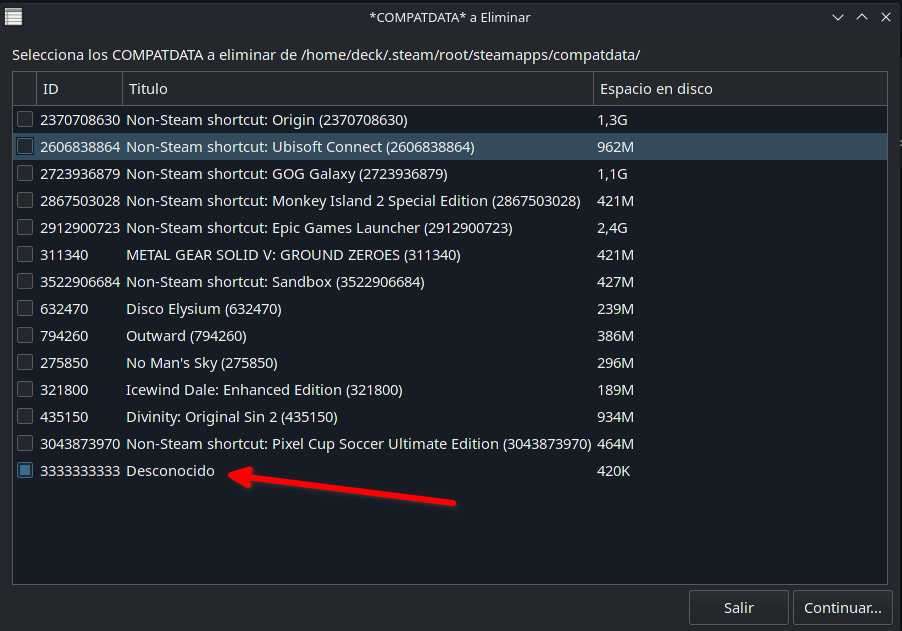 *COMPATDATA* a Eliminar
Selecciona los COMPATDATA a eliminar de /home/deck/.steam/root/steamapps/compatdata/
ID Titulo Espacio en disco
2370708630 Non-Steam shortcut: Origin (2370708630) 1,3G
2606838864 Non-Steam shortcut: Ubisoft Connect (2606838864) 962M
2723936879 Non-Steam shortcut: GOG Galaxy (2723936879) 1,1G
2867503028 Non-Steam shortcut: Monkey Island 2 Special Edition (2867503028) 421M
2912900723 Non-Steam shortcut: Epic Games Launcher (2912900723) 2,4G
311340 METAL GEAR SOLID V: GROUND ZEROES (311340) 421M
3522906684 Non-Steam shortcut: Sandbox (3522906684) 427M
632470 Disco Elysium (632470) 239M
794260 Outward (794260) 386M
275850 No Man's Sky (275850) 296M
321800 Icewind Dale: Enhanced Edition (321800) 189M
435150 Divinity: Original Sin 2 (435150) 934M
3043873970 Non-Steam shortcut: Pixel Cup Soccer Ultimate Edition (3043873970) 464M
3333333333 Desconocido 420K
Salir Continuar...